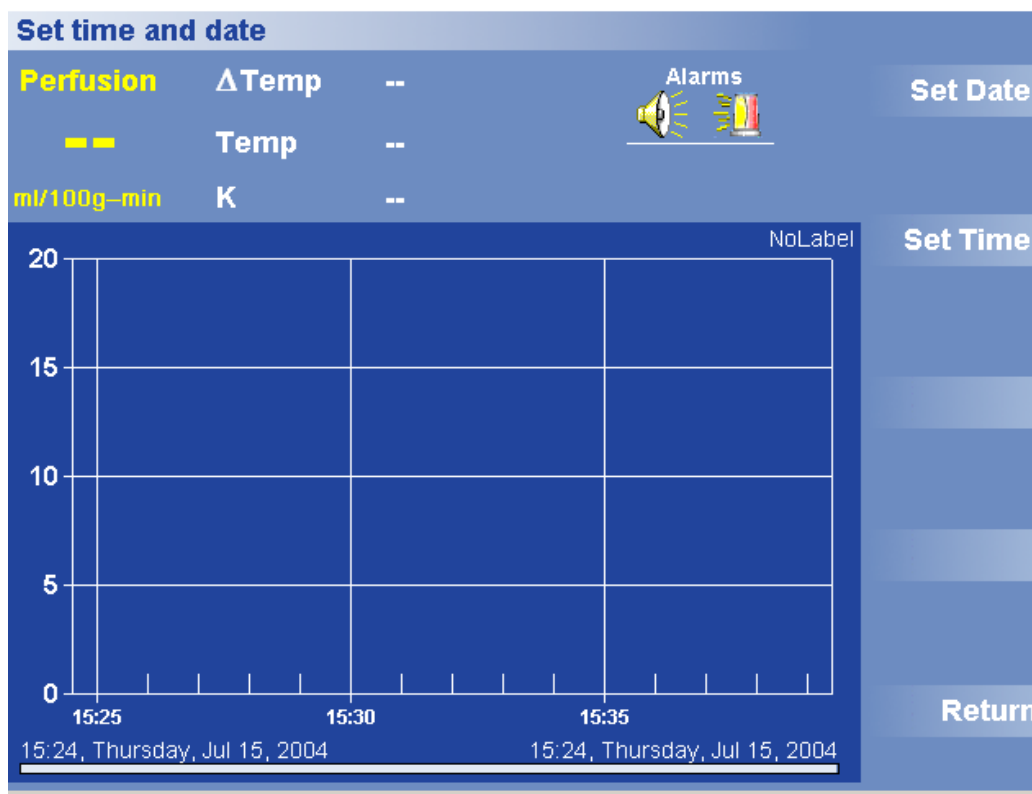 Set time and date
Perfusion
--
ml/100g–min
ΔTemp --
Temp --
K --
Alarms
Set Date
Set Time
Return
NoLabel
20
15
10
5
0
15:25 15:30 15:35
15:24, Thursday, Jul 15, 2004 15:24, Thursday, Jul 15, 2004